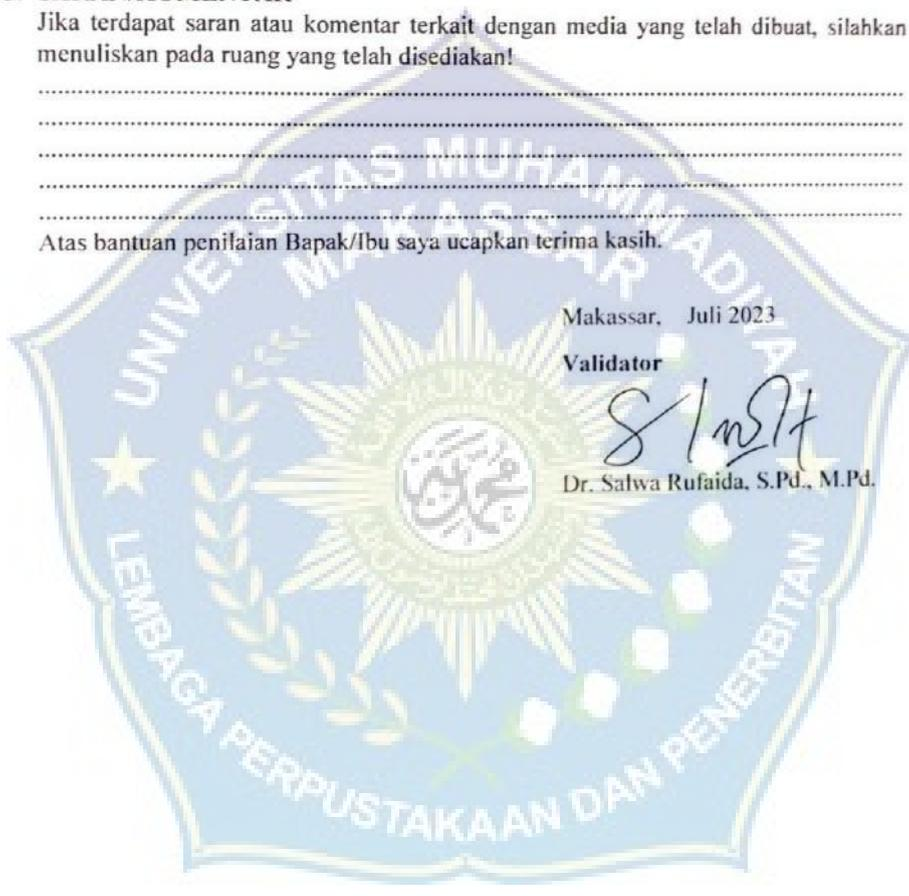 Jika terdapat saran atau komentar terkait dengan media yang telah dibuat, silahkan
menuliskan pada ruang yang telah disediakan!
Atas bantuan penilaian Bapak/Ibu saya ucapkan terima kasih.
Makassar, Juli 2023
Validator
Dr. Salwa Rufaida, S.Pd., M.Pd.
UNIVERSITAS MUHAMMADIYAH
MAKASSAR
LEMBAGA PERPUSTAKAAN DAN PENERBITAN